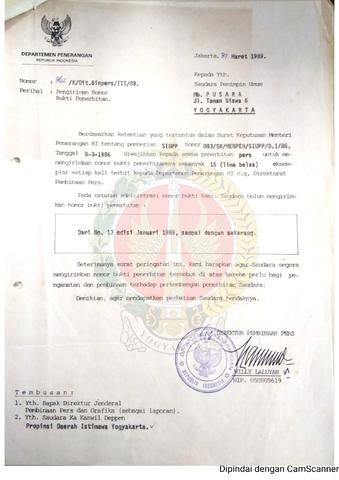 DEPARTEMEN PENERANGAN
REPUBLIK INDONESIA
Jakarta, Maret 1989.
Nomor : /K/Dit.Binpers/III/89.
Perihal : Pengiriman Nomor
Bukti Penerbitan.
Kepada Yth.
Saudara Pemimpin Umum
Mb. PUSARA
Jl. Taman Siswa 6
YOGYAKARTA
Berdasarkan Ketentuan yang tercantum dalam Surat Keputusan Menteri
Penerangan RI tentang pemberian SIUPP Nomor 083/SK/MENPEN/SIUPP/D.1/86.
Tanggal 8-3-1986 diwajibkan kepada semua penerbitan pers untuk me-
mengirimkan nomor bukti penerbitannya sebanyak 15 (lima belas) eksem-
plar setiap kali terbit kepada Departemen Penerangan RI c.q. Direktorat
Pembinaan Pers.
Pada catatan administrasi nomor bukti kami Saudara belum mengirim-
kan nomor bukti penerbitan :
Dari No. 13 edisi Januari 1989, sampai dengan sekarang.
Seterimanya surat peringatan ini, kami harapkan agar Saudara segera
mengirimkan nomor bukti penerbitan tersebut di atas karena perlu bagi pe-
ngamatan dan pembinaan terhadap perkembangan penerbitan Saudara.
Demikian, agar mendapatkan perhatian Saudara hendaknya.
DIREKTUR PEMBINAAN PERS
WILLY LALUYAN
NIP. 050009619
Tembusan:
1. Yth. Bapak Direktur Jenderal
Pembinaan Pers dan Grafika (sebagai laporan).
2. Yth. Saudara Ka Kanwil Deppen
Propinsi Daerah Istimewa Yogyakarta.
Dipindai dengan CamScanner